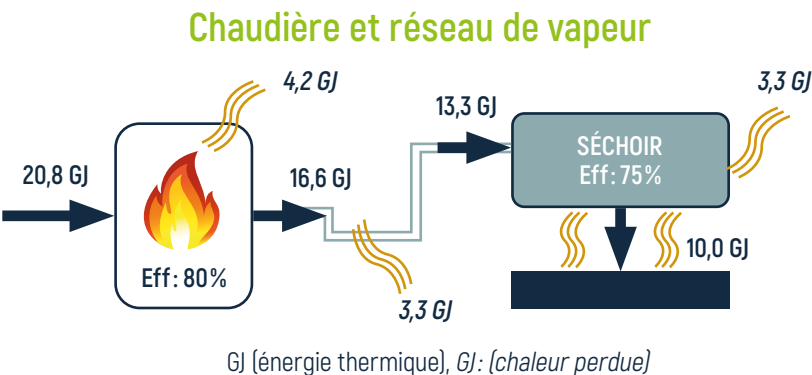 Chaudière et réseau de vapeur
4,2 GJ
3,3 GJ
13,3 GJ
SÉCHOIR
Eff : 75%
20,8 GJ
16,6 GJ
Eff : 80%
10,0 GJ
3,3 GJ
GJ (énergie thermique), GJ : (chaleur perdue)